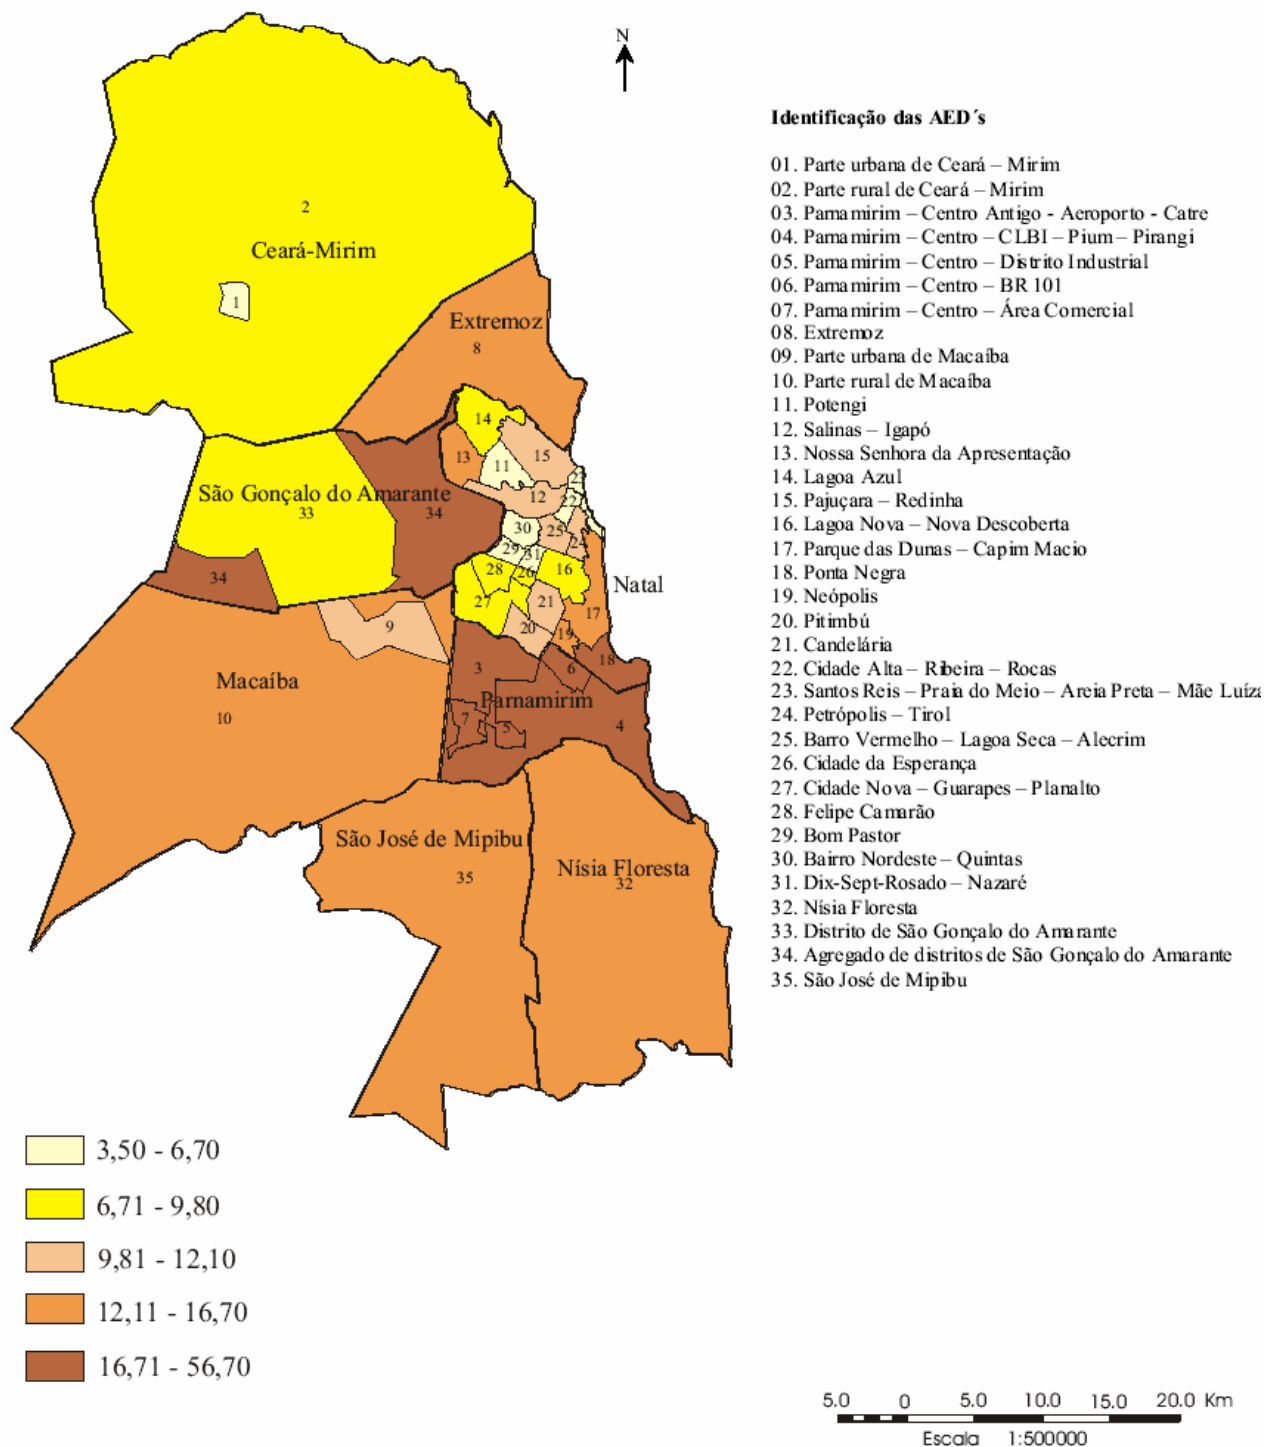 N
Identificação das AED´s
01. Parte urbana de Ceará – Mirim
02. Parte rural de Ceará – Mirim
03. Parnamirim – Centro Antigo - Aeroporto - Catre
04. Parnamirim – Centro – CLBI – Pium – Pirangi
05. Parnamirim – Centro – Distrito Industrial
06. Parnamirim – Centro – BR 101
07. Parnamirim – Centro – Área Comercial
08. Extremoz
09. Parte urbana de Macaíba
10. Parte rural de Macaíba
11. Potengi
12. Salinas – Igapó
13. Nossa Senhora da Apresentação
14. Lagoa Azul
15. Pajuçara – Redinha
16. Lagoa Nova – Nova Descoberta
17. Parque das Dunas – Capim Macio
18. Ponta Negra
19. Neópolis
20. Pitimbú
21. Candelária
22. Cidade Alta – Ribeira – Rocas
23. Santos Reis – Praia do Meio – Areia Preta – Mãe Luíza
24. Petrópolis – Tirol
25. Barro Vermelho – Lagoa Seca – Alecrim
26. Cidade da Esperança
27. Cidade Nova – Guarapes – Planalto
28. Felipe Camarão
29. Bom Pastor
30. Bairro Nordeste – Quintas
31. Dix-Sept-Rosado – Nazaré
32. Nísia Floresta
33. Distrito de São Gonçalo do Amarante
34. Agregado de distritos de São Gonçalo do Amarante
35. São José de Mipibu
2
Ceará-Mirim
1
Extremoz
8
14
13
11
15
23
São Gonçalo do Amarante
33
34
12
22
30
25
24
29
31
34
28
26
16
Natal
27
21
17
9
20
19
Macaíba
10
3
6
18
Parnamirim
7
5
4
São José de Mipibu
35
Nísia Floresta
32
3,50 - 6,70
6,71 - 9,80
9,81 - 12,10
12,11 - 16,70
16,71 - 56,70
5.0 0 5.0 10.0 15.0 20.0 Km
Escala 1:500000